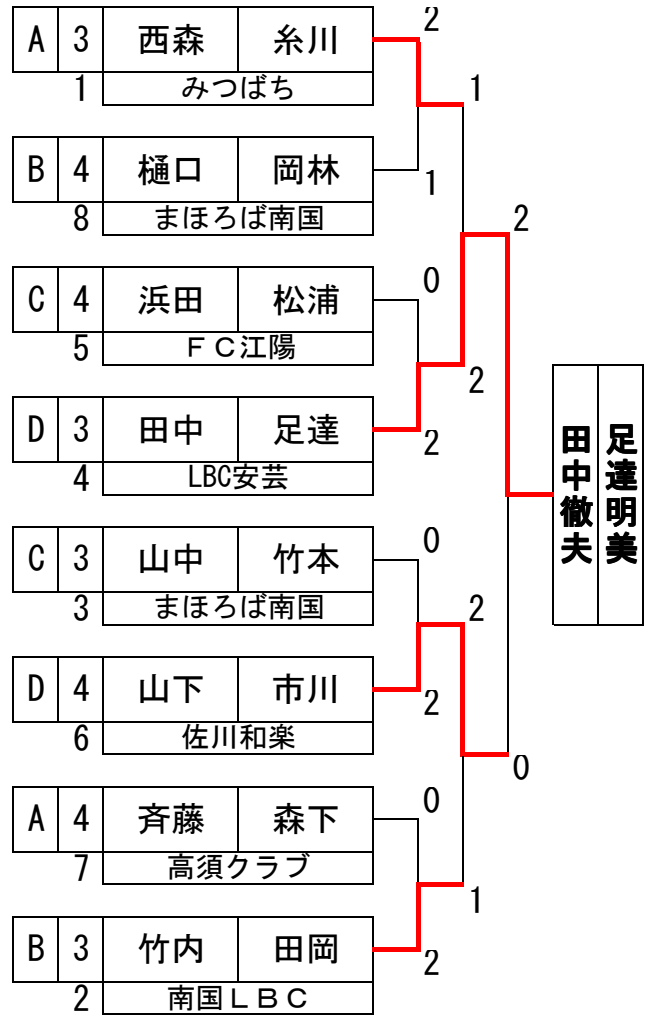 A 3 西森 糸川
1 みつばち
2
1
B 4 樋口 岡林
8 まほろば南国
1
2
C 4 浜田 松浦
5 ＦＣ江陽
0
2
D 3 田中 足達
4 LBC安芸
2
田中徹夫
足達明美
C 3 山中 竹本
3 まほろば南国
0
2
D 4 山下 市川
6 佐川和楽
2
0
A 4 斉藤 森下
7 高須クラブ
0
1
B 3 竹内 田岡
2 南国ＬＢＣ
2